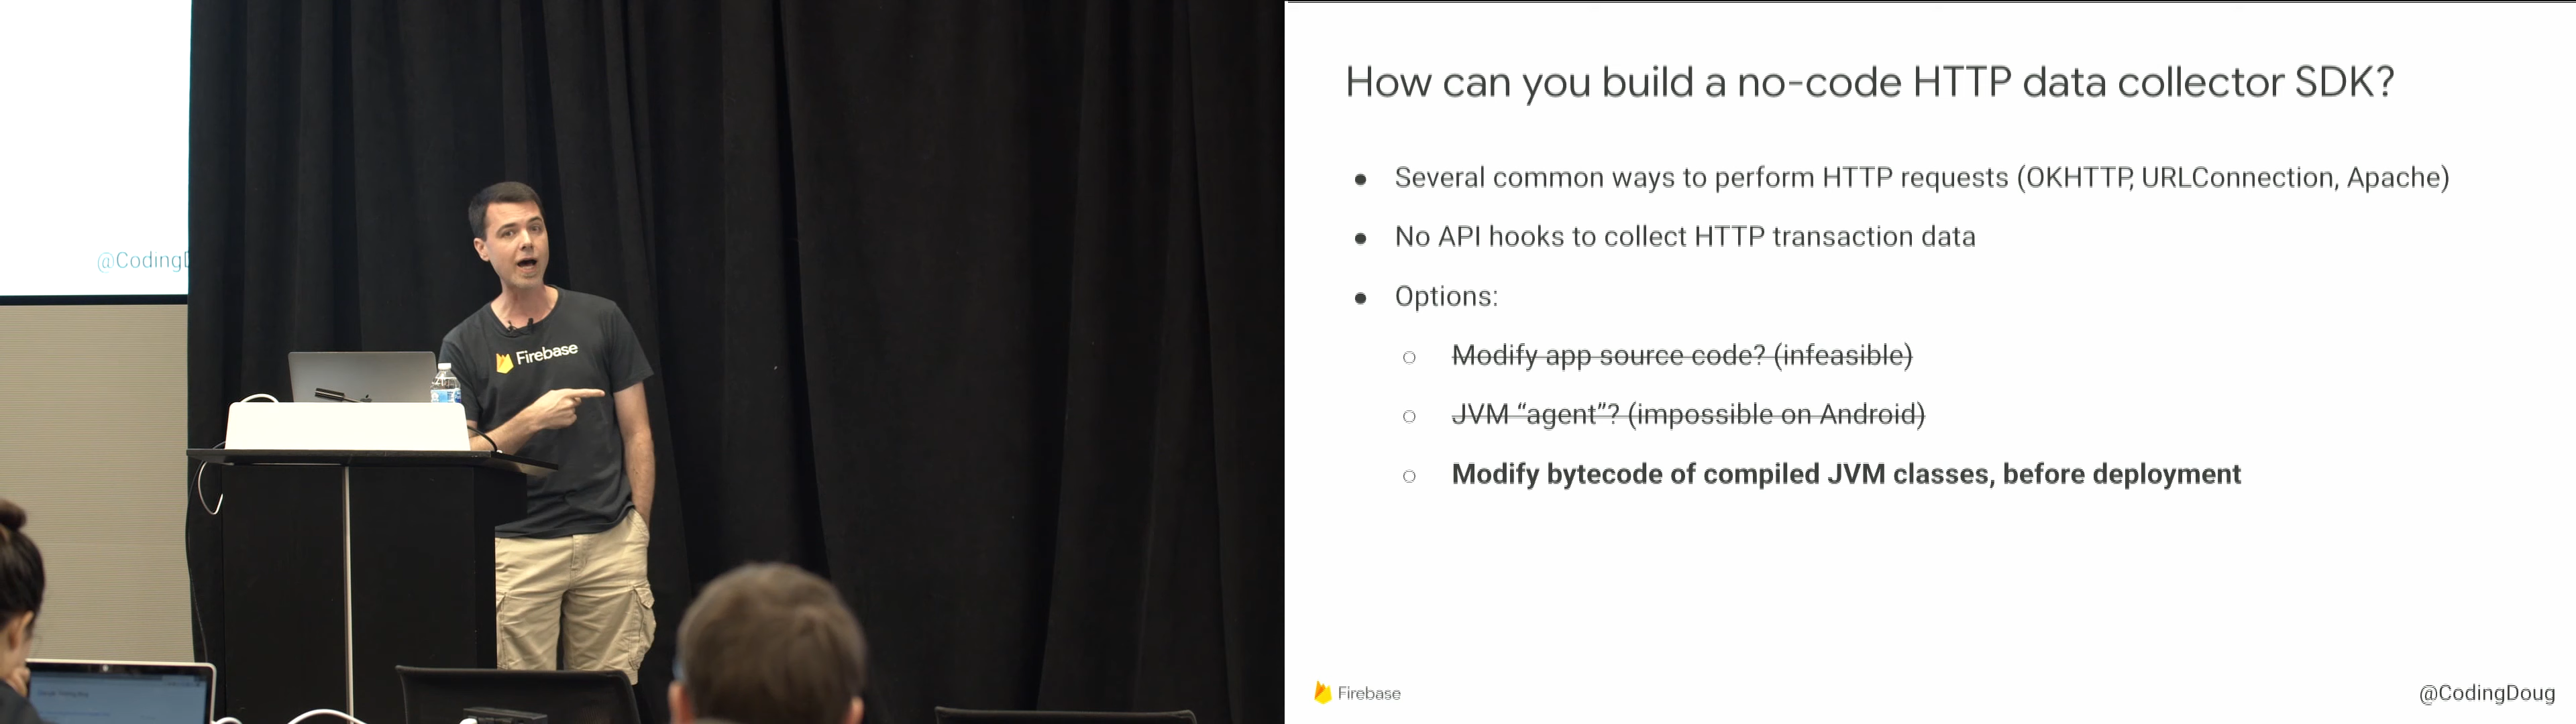 @CodingD
Firebase
How can you build a no-code HTTP data collector SDK?
● Several common ways to perform HTTP requests (OKHTTP, URLConnection, Apache)
● No API hooks to collect HTTP transaction data
● Options:
○ Modify app source code? (infeasible)
○ JVM “agent”? (impossible on Android)
○ Modify bytecode of compiled JVM classes, before deployment
Firebase
@CodingDoug